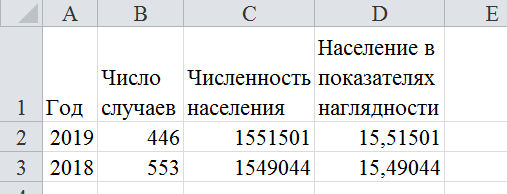 A B C D E
Население в
Число Численность показателях
1 Год случаев населения наглядности
2 2019 446 1551501 15,51501
3 2018 553 1549044 15,49044